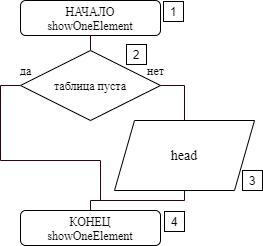 НАЧАЛО
showOneElement
1
2
да
нет
таблица пуста
head
3
КОНЕЦ
showOneElement
4